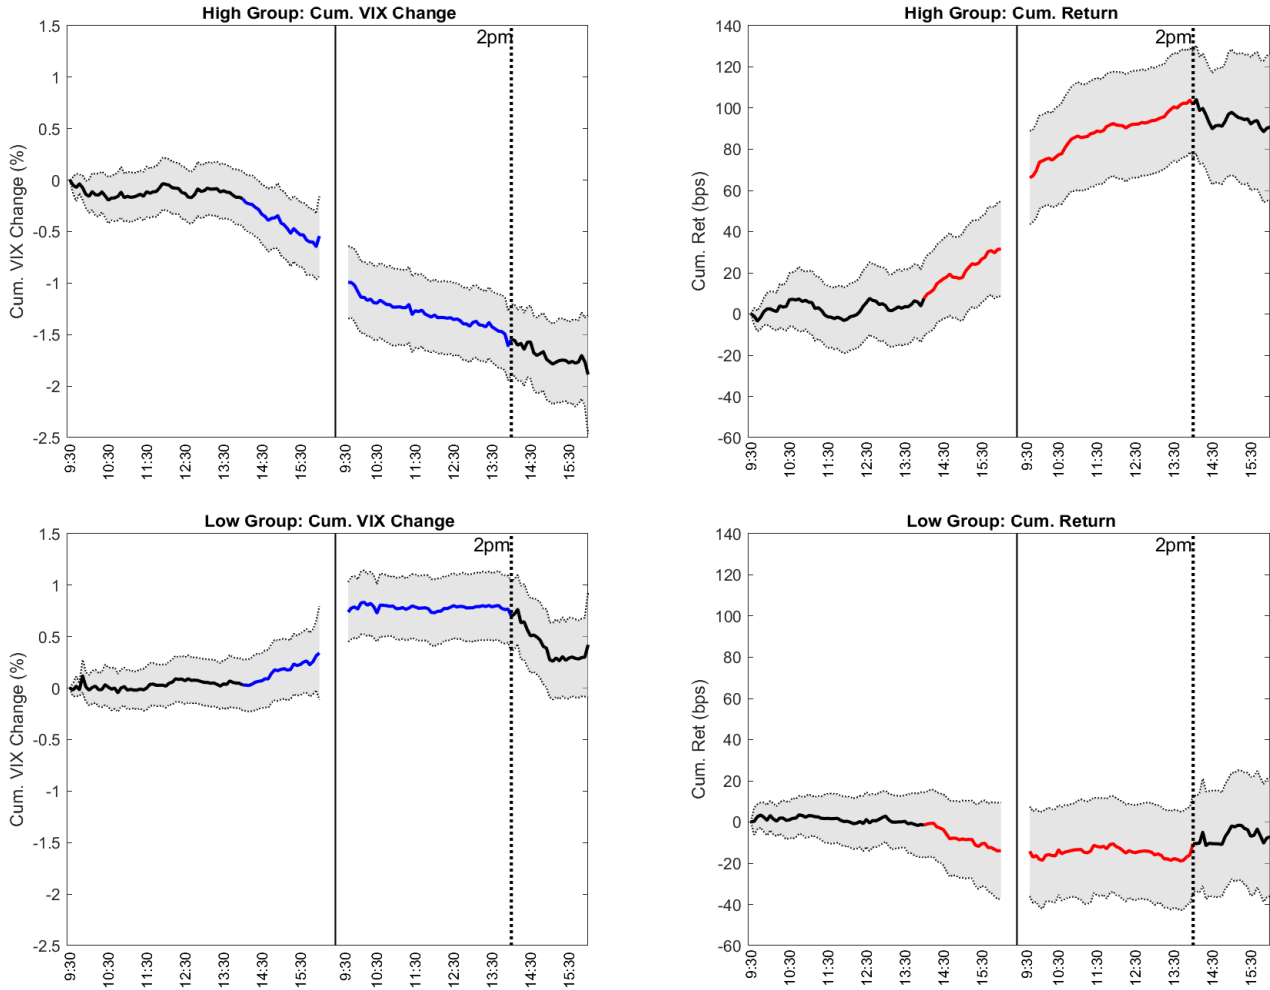 High Group: Cum. VIX Change
2pm
Cum. VIX Change (%)
1.5
1
0.5
0
-0.5
-1
-1.5
-2
-2.5
9:30 10:30 11:30 12:30 13:30 14:30 15:30 9:30 10:30 11:30 12:30 13:30 14:30 15:30
High Group: Cum. Return
2pm
Cum. Ret (bps)
140
120
100
80
60
40
20
0
-20
-40
-60
9:30 10:30 11:30 12:30 13:30 14:30 15:30 9:30 10:30 11:30 12:30 13:30 14:30 15:30
Low Group: Cum. VIX Change
2pm
Cum. VIX Change (%)
1.5
1
0.5
0
-0.5
-1
-1.5
-2
-2.5
9:30 10:30 11:30 12:30 13:30 14:30 15:30 9:30 10:30 11:30 12:30 13:30 14:30 15:30
Low Group: Cum. Return
2pm
Cum. Ret (bps)
140
120
100
80
60
40
20
0
-20
-40
-60
9:30 10:30 11:30 12:30 13:30 14:30 15:30 9:30 10:30 11:30 12:30 13:30 14:30 15:30